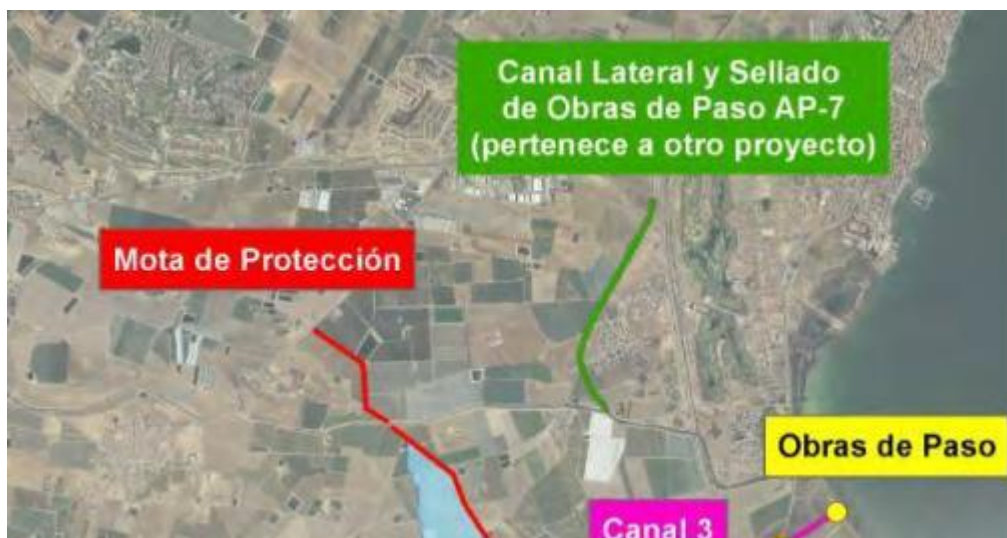 Canal Lateral y Sellado
de Obras de Paso AP-7
(pertenece a otro proyecto)
Mota de Protección
Obras de Paso
Canal 3